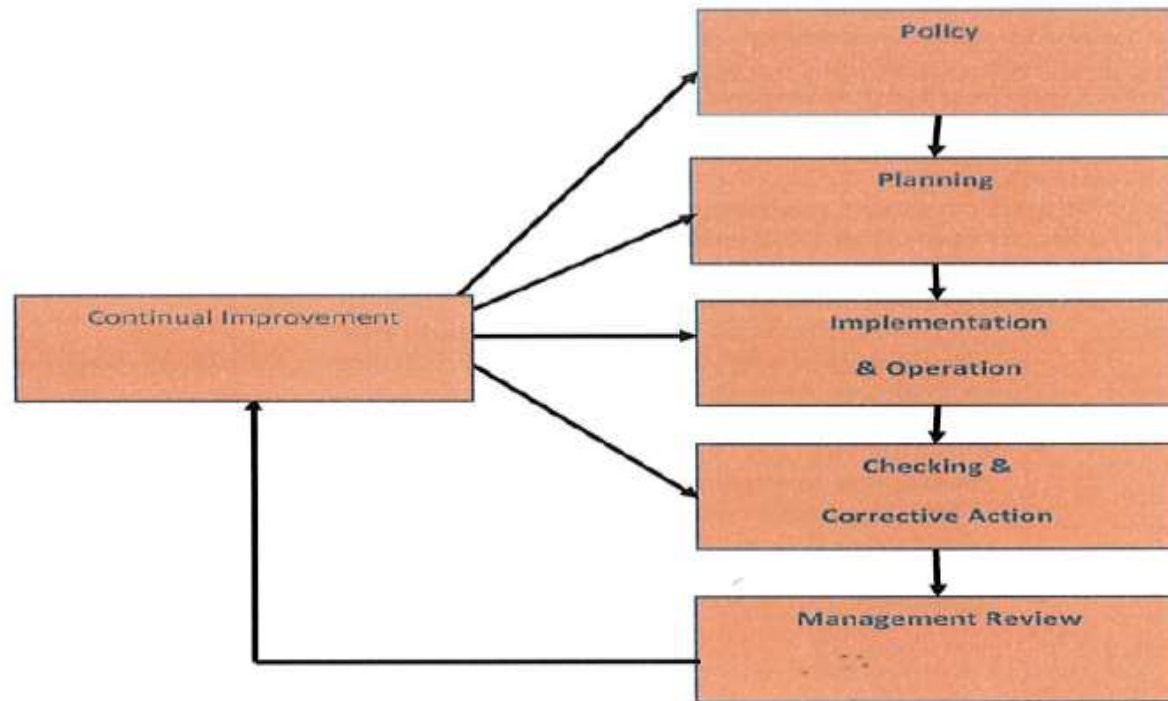 Policy
Planning
Continual Improvement
Implementation
& Operation
Checking &
Corrective Action
Management Review